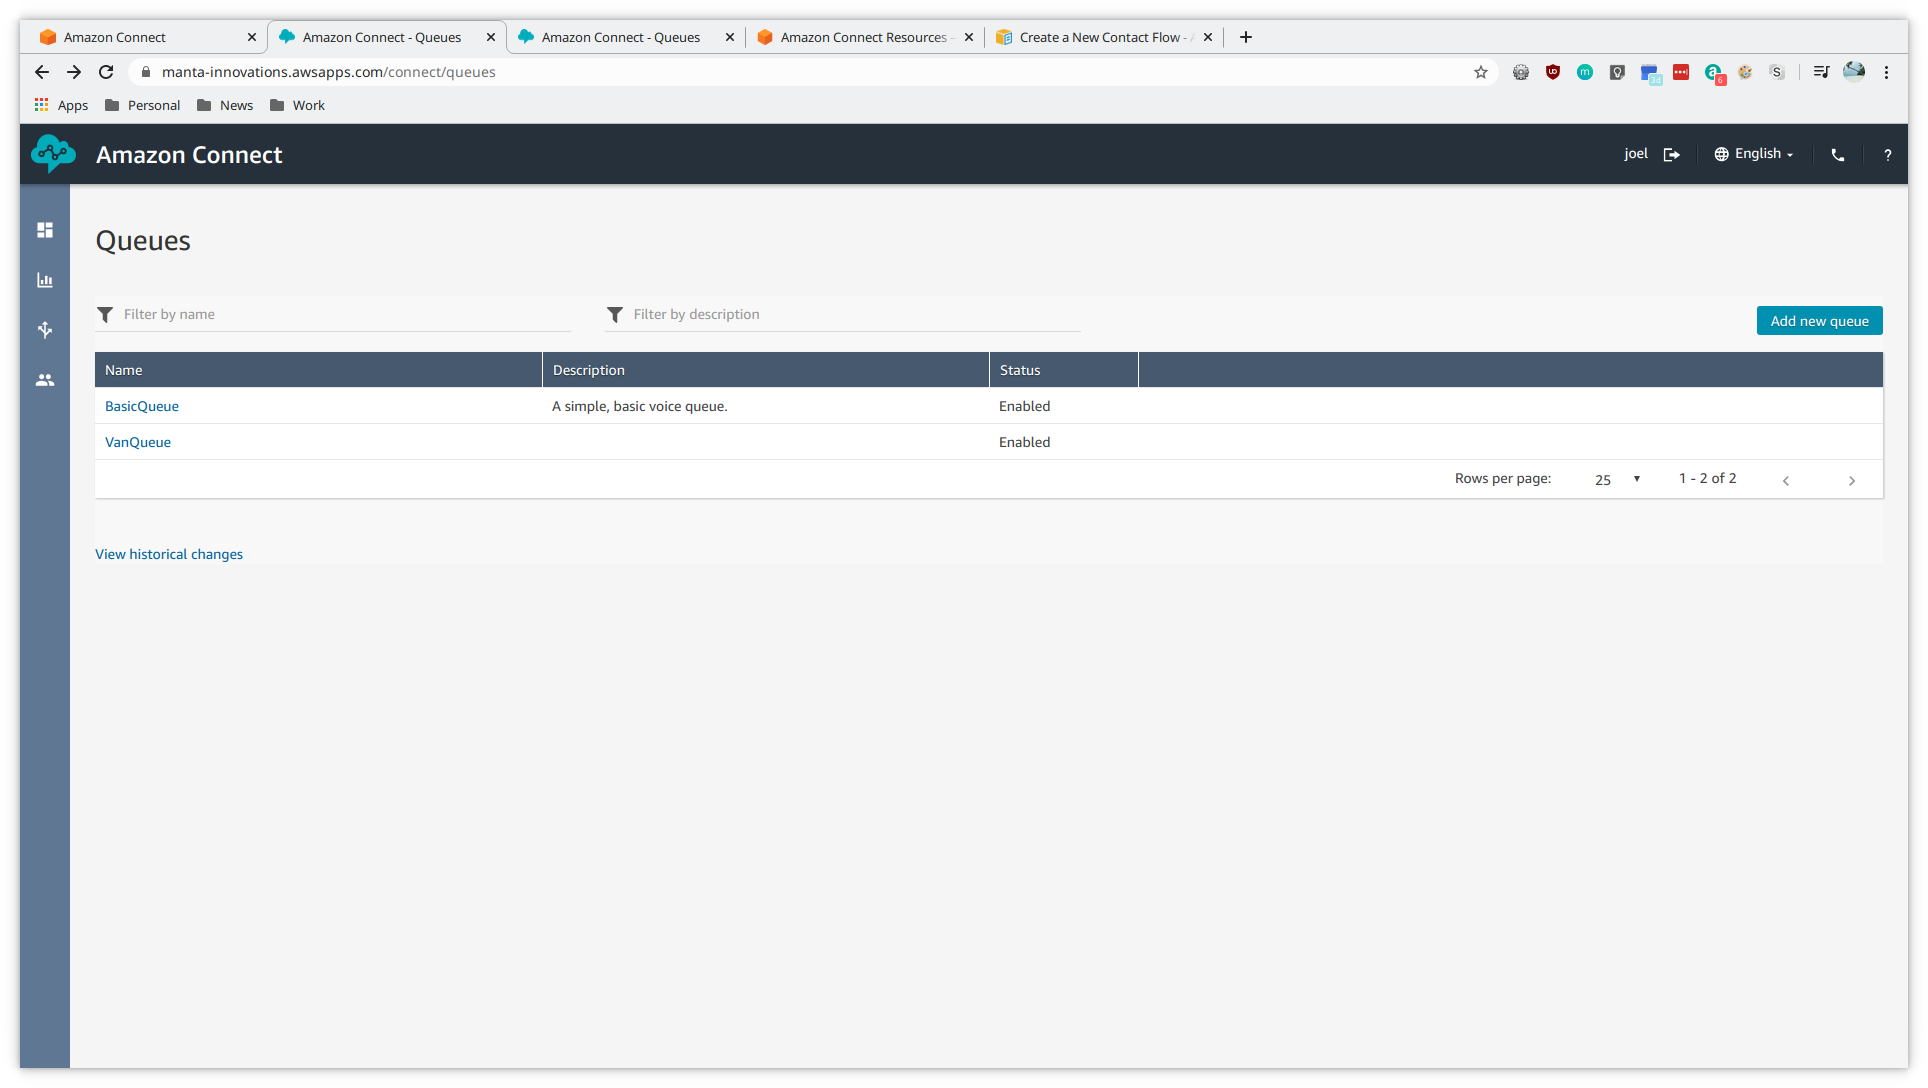 Amazon Connect
Amazon Connect - Queues
Amazon Connect - Queues
Amazon Connect Resources -
Create a New Contact Flow -
manta-innovations.awsapps.com/connect/queues
Apps Personal News Work
Amazon Connect
joel English ?
Queues
Filter by name Filter by description Add new queue
Name Description Status
BasicQueue A simple, basic voice queue. Enabled
VanQueue Enabled
Rows per page: 25 1 - 2 of 2
View historical changes